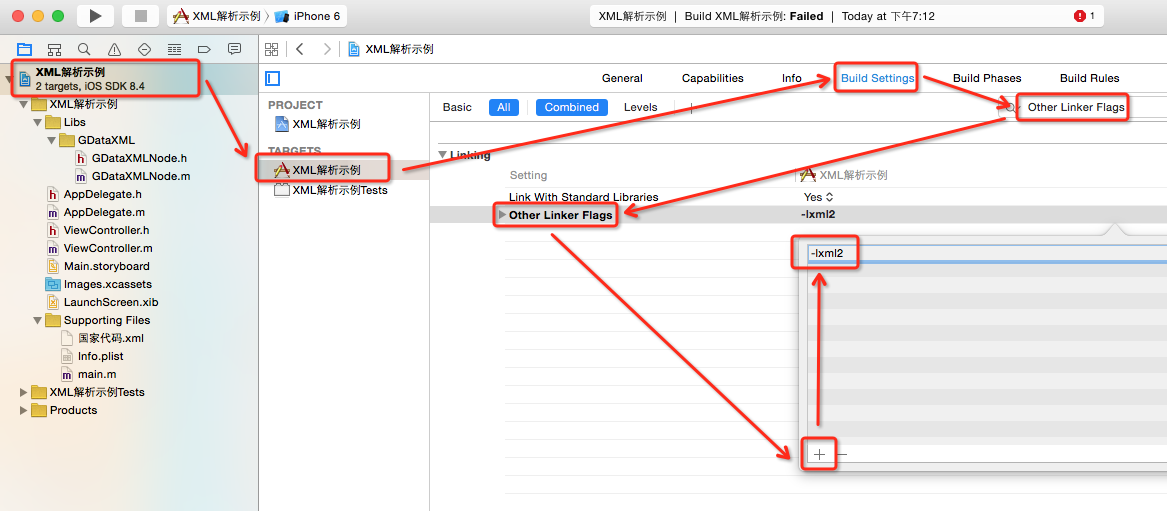 XML解析示例 〉 iPhone 6
XML解析示例 | Build XML解析示例: Failed | Today at 下午7:12
1
XML解析示例
2 targets, iOS SDK 8.4
XML解析示例
Libs
GDataXML
GDataXMLNode.h
GDataXMLNode.m
AppDelegate.h
AppDelegate.m
ViewController.h
ViewController.m
Main.storyboard
Images.xcassets
LaunchScreen.xib
Supporting Files
国家代码.xml
Info.plist
main.m
XML解析示例Tests
Products
XML解析示例
General Capabilities Info Build Settings Build Phases Build Rules
PROJECT
XML解析示例
TARGETS
XML解析示例
XML解析示例Tests
Basic All Combined Levels
Other Linker Flags
Linking
Setting XML解析示例
Link With Standard Libraries Yes
Other Linker Flags -lxml2
-lxml2